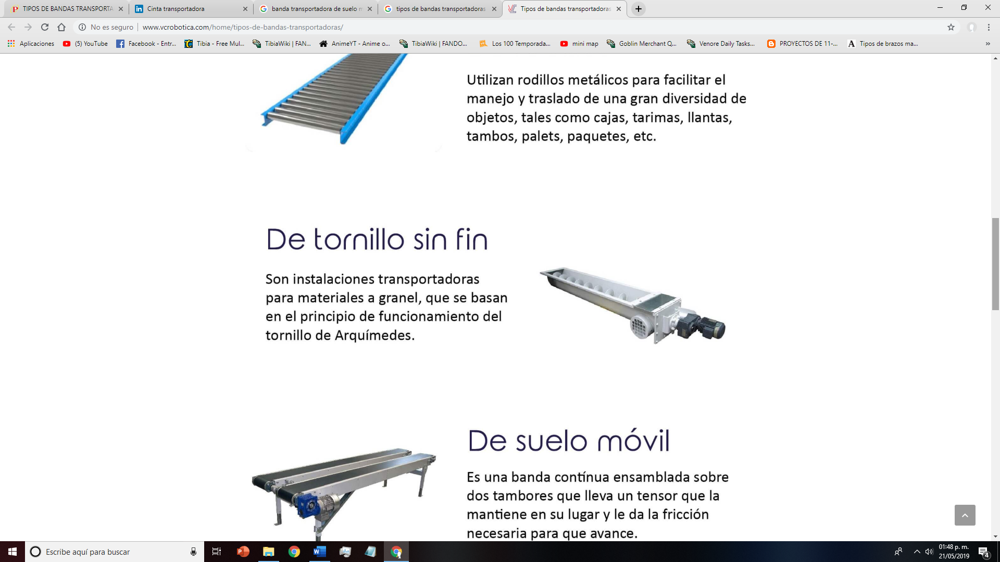 TIPOS DE BANDAS TRANSPORTA
Cinta transportadora
banda transportadora de suelo m
tipos de bandas transportadoras
Tipos de bandas transportadoras
No es seguro
www.vcrobotica.com/home/tipos-de-bandas-transportadoras/
Aplicaciones
(5) YouTube
Facebook - Entr...
Tibia - Free Mul...
TibiaWiki | FAN...
AnimeYT - Anime o...
TibiaWiki | FANDO...
Los 100 Temporada...
mini map
Goblin Merchant Q...
Venore Daily Tasks...
PROYECTOS DE 11-...
Tipos de brazos ma...
Utilizan rodillos metálicos para facilitar el
manejo y traslado de una gran diversidad de
objetos, tales como cajas, tarimas, llantas,
tambos, palets, paquetes, etc.
De tornillo sin fin
Son instalaciones transportadoras
para materiales a granel, que se basan
en el principio de funcionamiento del
tornillo de Arquímedes.
De suelo móvil
Es una banda contínua ensamblada sobre
dos tambores que lleva un tensor que la
mantiene en su lugar y le da la fricción
necesaria para que avance.
Escribe aquí para buscar
01:48 p. m.
21/05/2019
4